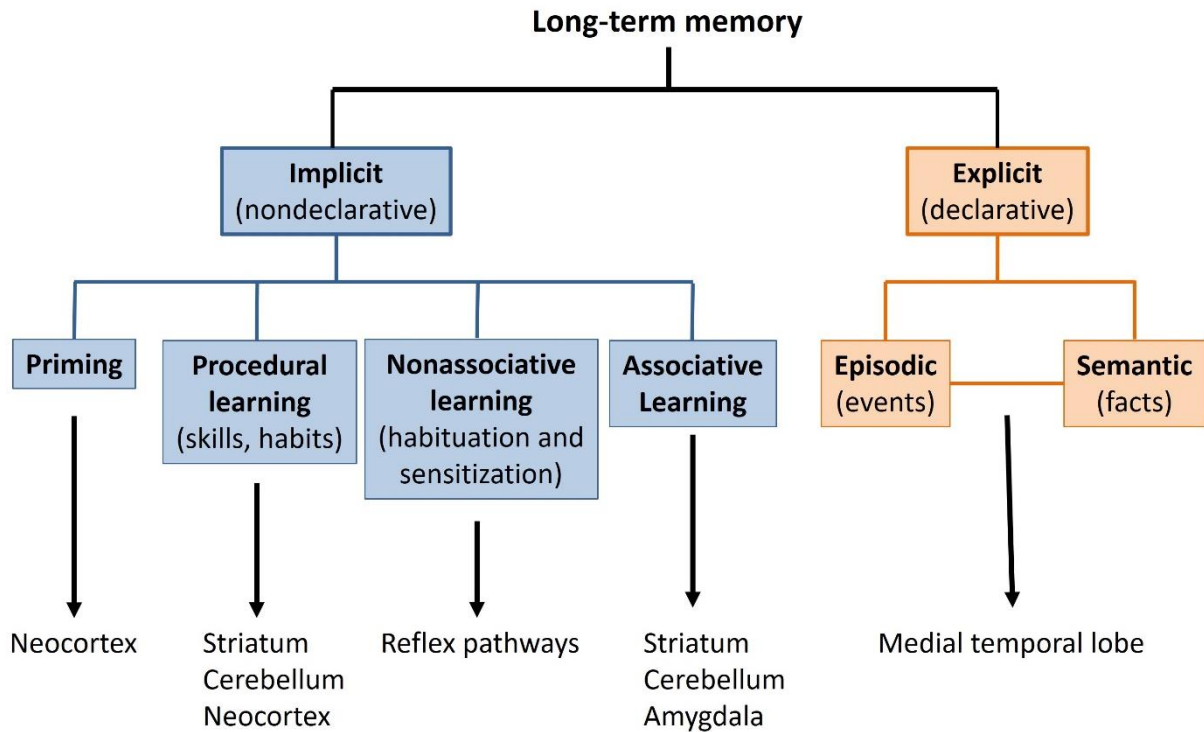 Long-term memory
Implicit
(nondeclarative)
Explicit
(declarative)
Priming
Procedural
learning
(skills, habits)
Nonassociative
learning
(habituation and
sensitization)
Associative
Learning
Episodic
(events)
Semantic
(facts)
Neocortex
Striatum
Cerebellum
Neocortex
Reflex pathways
Striatum
Cerebellum
Amygdala
Medial temporal lobe